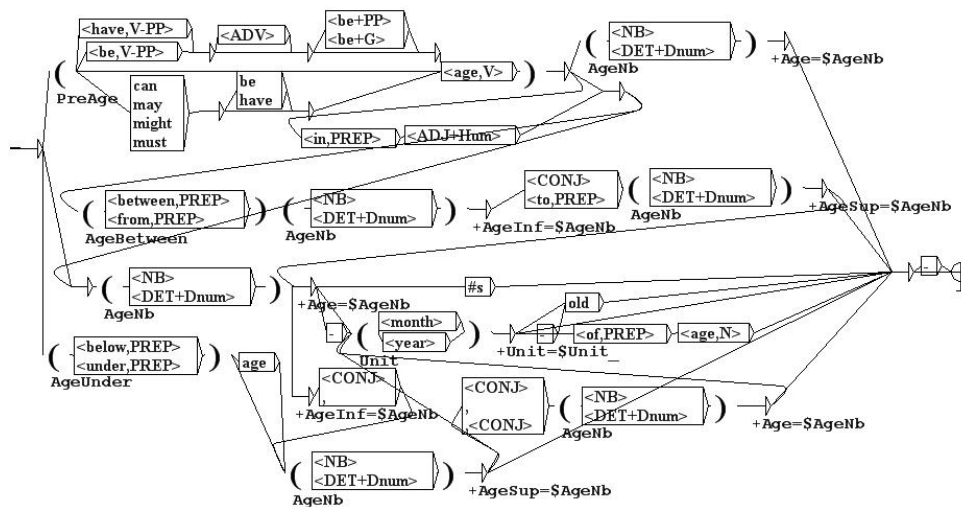 <have,V-PP>
<be,V-PP>
<ADV>
<be+PP>
<be+G>
<age,V>
(
PreAge
)
can
may
might
must
be
have
(
<NB>
<DET+Dnum>
)
AgeNb
+Age=$AgeNb
<in,PREP>
<ADJ+Hum>
(
<between,PREP>
<from,PREP>
)
AgeBetween
(
<NB>
<DET+Dnum>
)
AgeNb
+AgeInf=$AgeNb
<CONJ>
<to,PREP>
(
<NB>
<DET+Dnum>
)
AgeNb
+AgeSup=$AgeNb
(
<NB>
<DET+Dnum>
)
AgeNb
+Age=$AgeNb
#s
-
(
<month>
<year>
)
Unit
+Unit=$Unit_
-
old
<of,PREP>
<age,N>
-
(
<below,PREP>
<under,PREP>
)
AgeUnder
age
<CONJ>
,
+AgeInf=$AgeNb
<CONJ>
,
,<CONJ>
(
<NB>
<DET+Dnum>
)
AgeNb
+Age=$AgeNb
(
<NB>
<DET+Dnum>
)
AgeNb
+AgeSup=$AgeNb